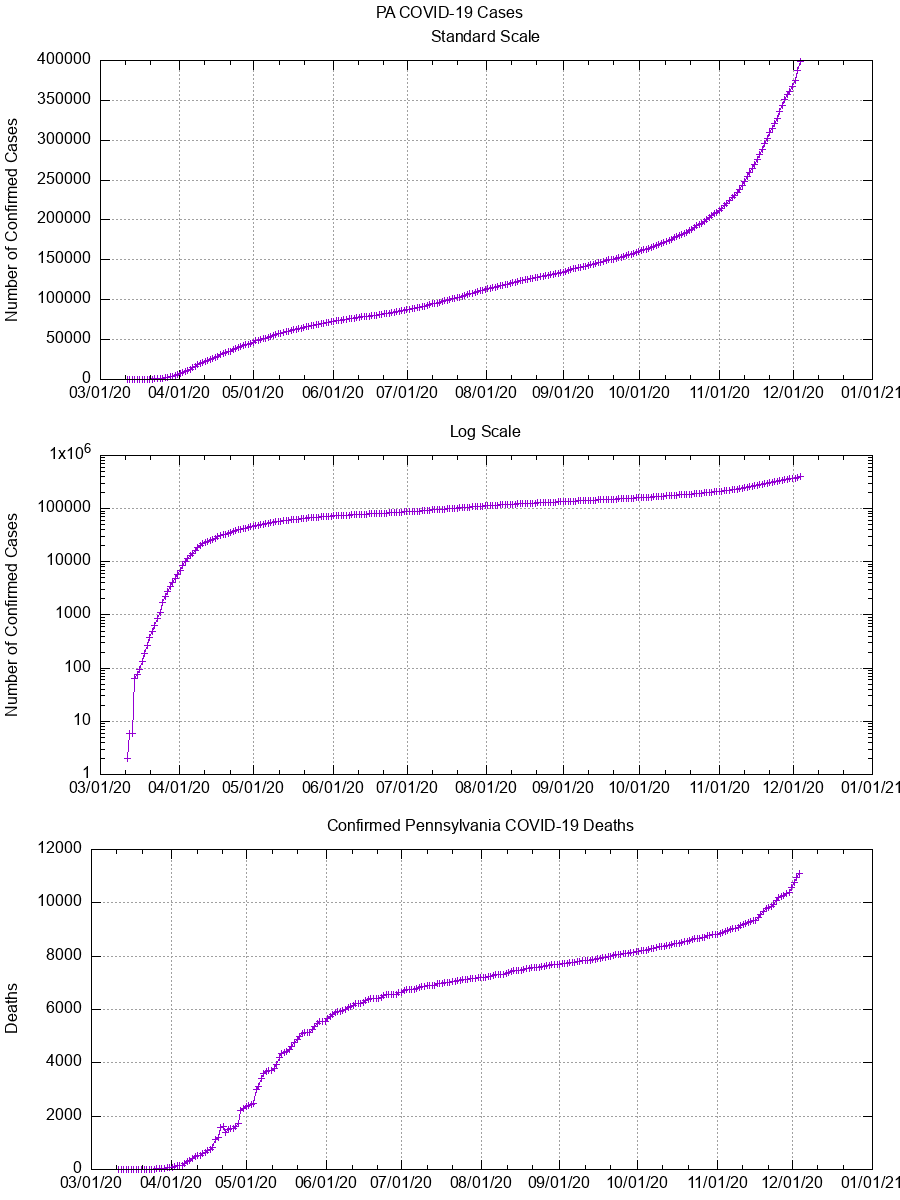 PA COVID-19 Cases
Standard Scale
400000
350000
300000
250000
200000
150000
100000
50000
0
Number of Confirmed Cases
03/01/20 04/01/20 05/01/20 06/01/20 07/01/20 08/01/20 09/01/20 10/01/20 11/01/20 12/01/20 01/01/21
Log Scale
1x10⁶
100000
10000
1000
100
10
1
Number of Confirmed Cases
03/01/20 04/01/20 05/01/20 06/01/20 07/01/20 08/01/20 09/01/20 10/01/20 11/01/20 12/01/20 01/01/21
Confirmed Pennsylvania COVID-19 Deaths
12000
10000
8000
6000
4000
2000
0
Deaths
03/01/20 04/01/20 05/01/20 06/01/20 07/01/20 08/01/20 09/01/20 10/01/20 11/01/20 12/01/20 01/01/21